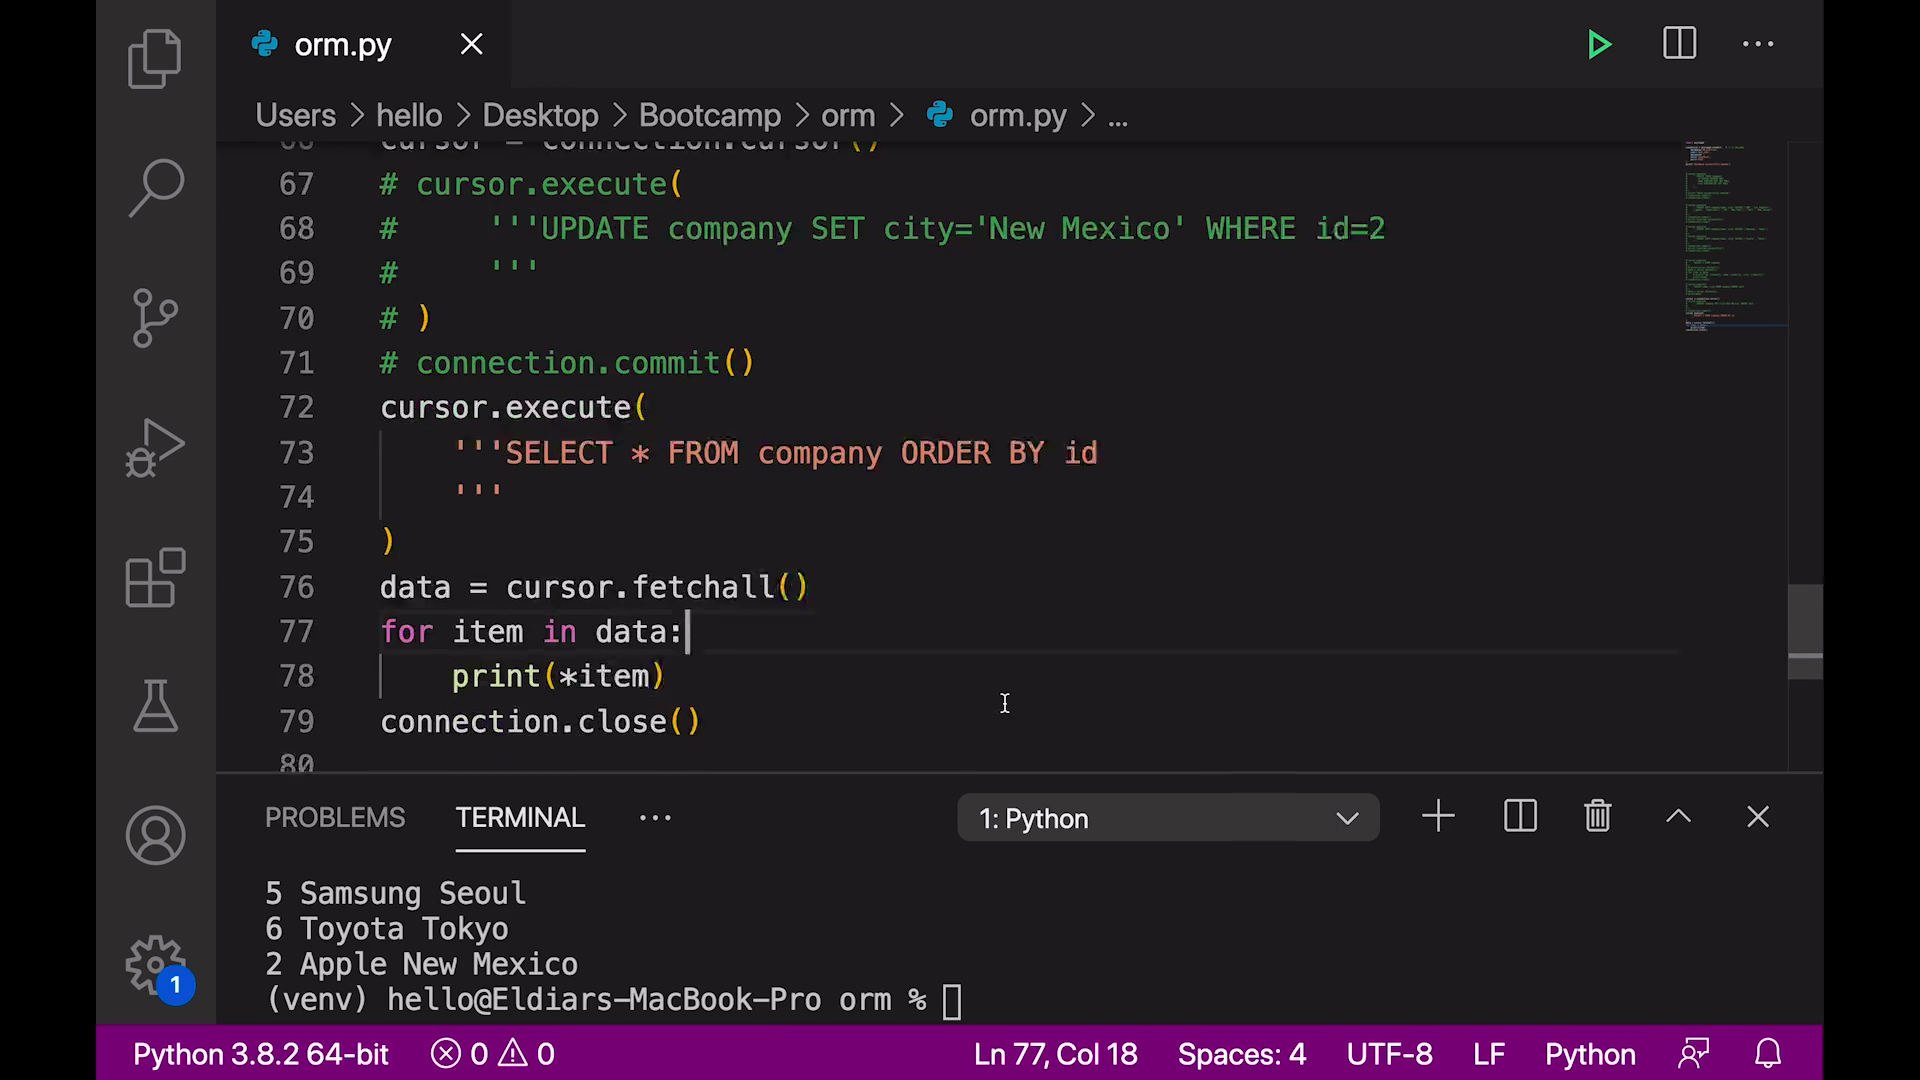 orm.py
Users > hello > Desktop > Bootcamp > orm > orm.py > ...
66 cursor = connection.cursor()
67 # cursor.execute(
68 #     '''UPDATE company SET city='New Mexico' WHERE id=2
69 #     '''
70 # )
71 # connection.commit()
72 cursor.execute(
73     '''SELECT * FROM company ORDER BY id
74     '''
75 )
76 data = cursor.fetchall()
77 for item in data:
78     print(*item)
79 connection.close()
80
PROBLEMS TERMINAL ... 1: Python
5 Samsung Seoul
6 Toyota Tokyo
2 Apple New Mexico
(venv) hello@Eldiars-MacBook-Pro orm %
1
Python 3.8.2 64-bit 0 0 Ln 77, Col 18 Spaces: 4 UTF-8 LF Python